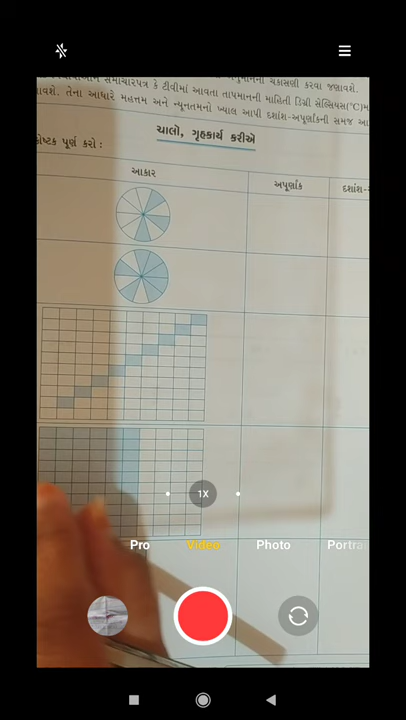 સમાચારપત્ર કે ટીવીમાં આવતા તાપમાનની માહિતી ડિગ્રી સેલ્સિયસ(°C)મ
તેના આધારે મહત્તમ અને ન્યૂનતમનો ખ્યાલ આપી દશાંશ-અપૂર્ણાંકની સમજ આ
ચાલો, ગૃહકાર્ય કરીએ
કોષ્ટક પૂર્ણ કરો :
આકાર
અપૂર્ણાંક
દશાંશ-અ
1X
Pro
Video
Photo
Portra